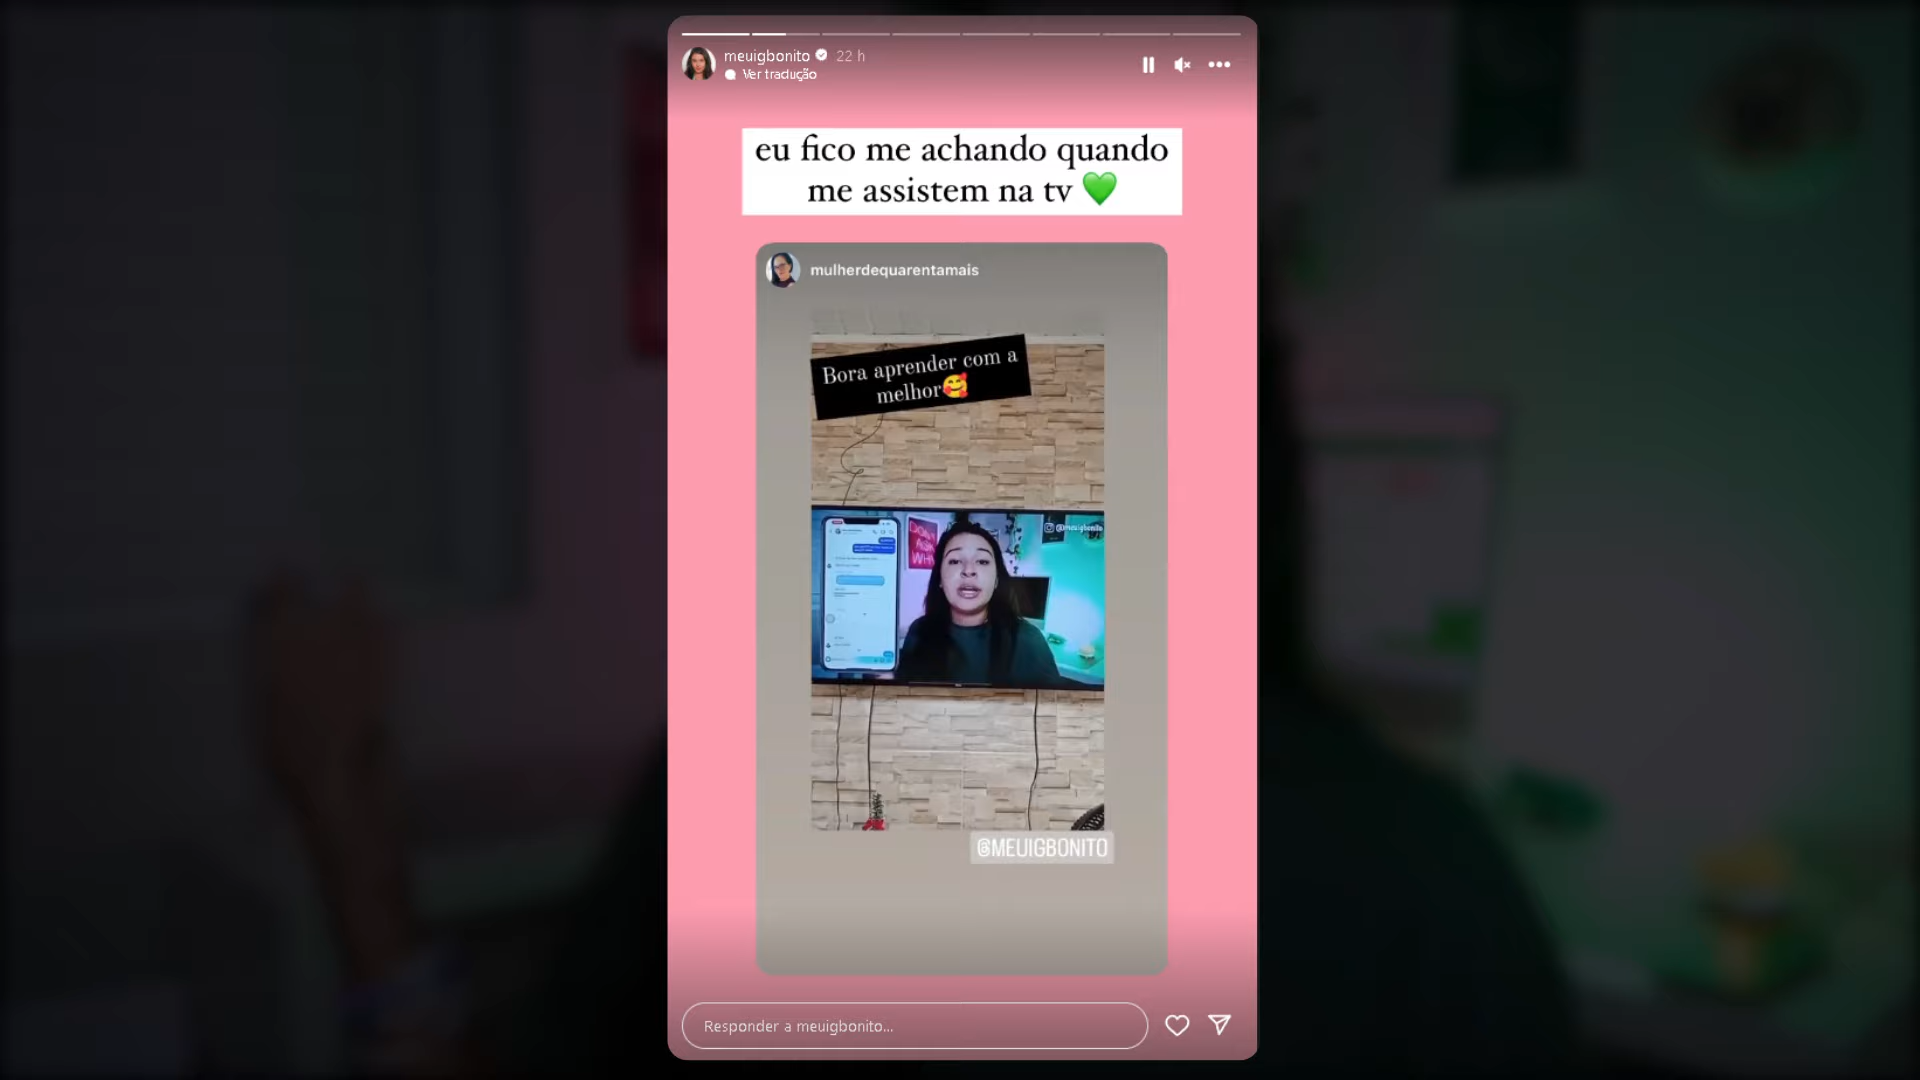 meuigbonito 22 h
Ver tradução
eu fico me achando quando
me assistem na tv 💚
mulherdequarentamais
Bora aprender com a
melhor🥰
@meuigbonito
@MEUIGBONITO
Responder a meuigbonito...